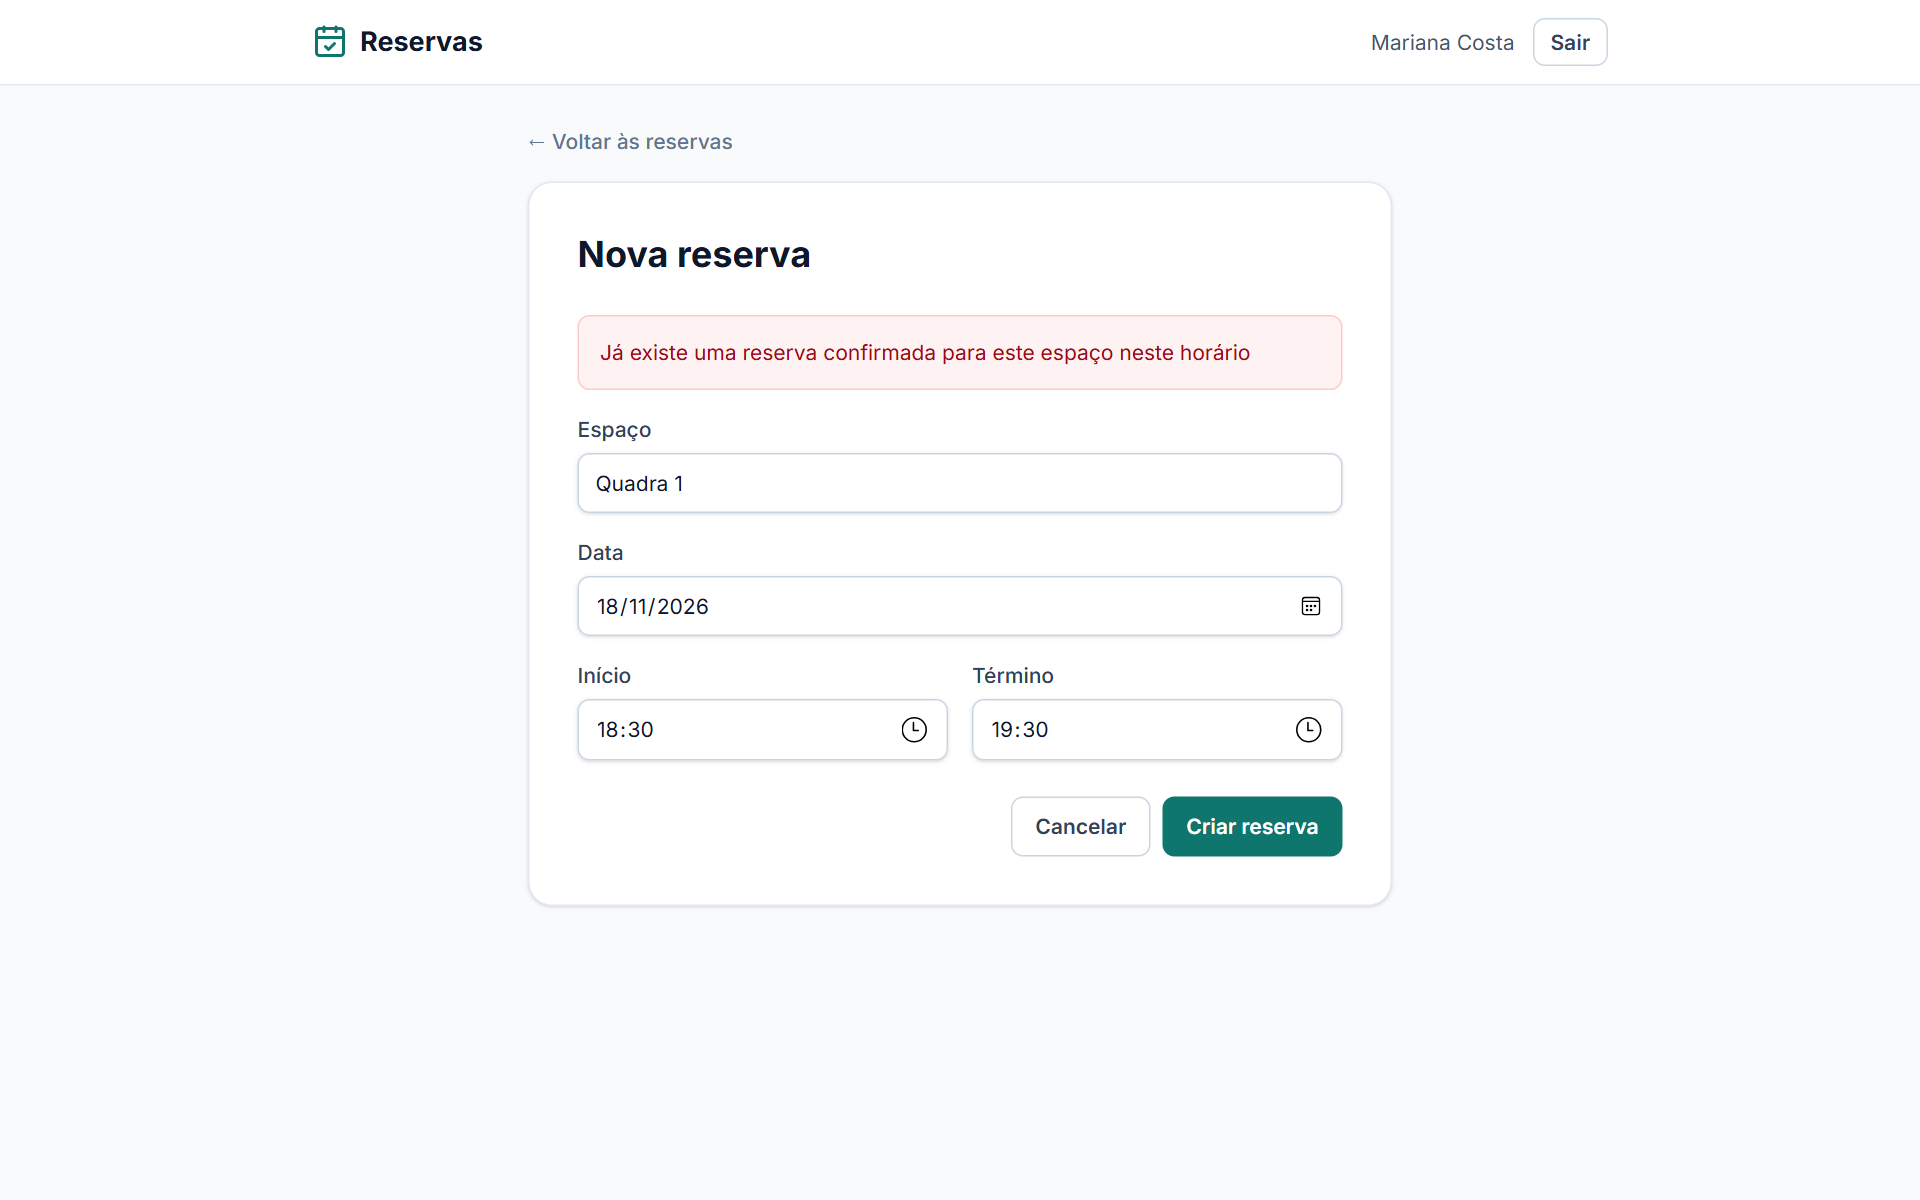 Reservas
Mariana Costa
Sair
← Voltar às reservas
Nova reserva
Já existe uma reserva confirmada para este espaço neste horário
Espaço
Quadra 1
Data
18/11/2026
Início
Término
18:30
19:30
Cancelar
Criar reserva